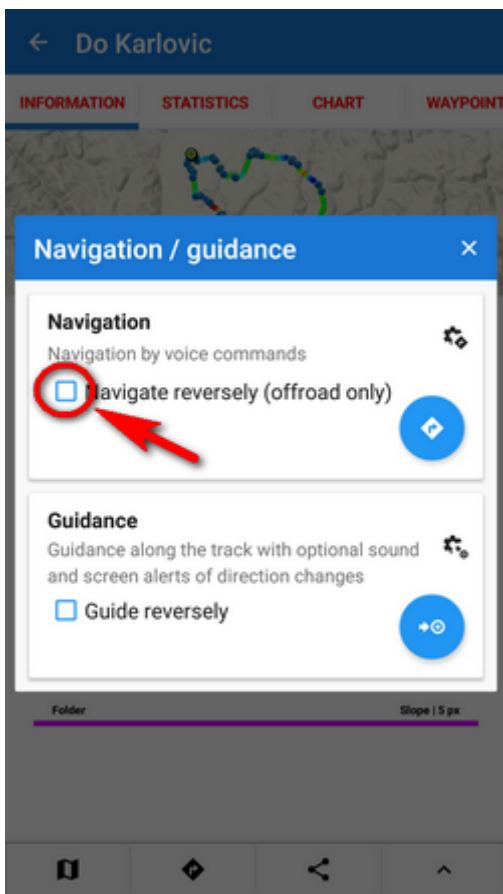 Do Karlovic
INFORMATION STATISTICS CHART WAYPOINT
Navigation / guidance
Navigation
Navigation by voice commands
Navigate reversely (offroad only)
Guidance
Guidance along the track with optional sound
and screen alerts of direction changes
Guide reversely
Folder Slope | 5 px